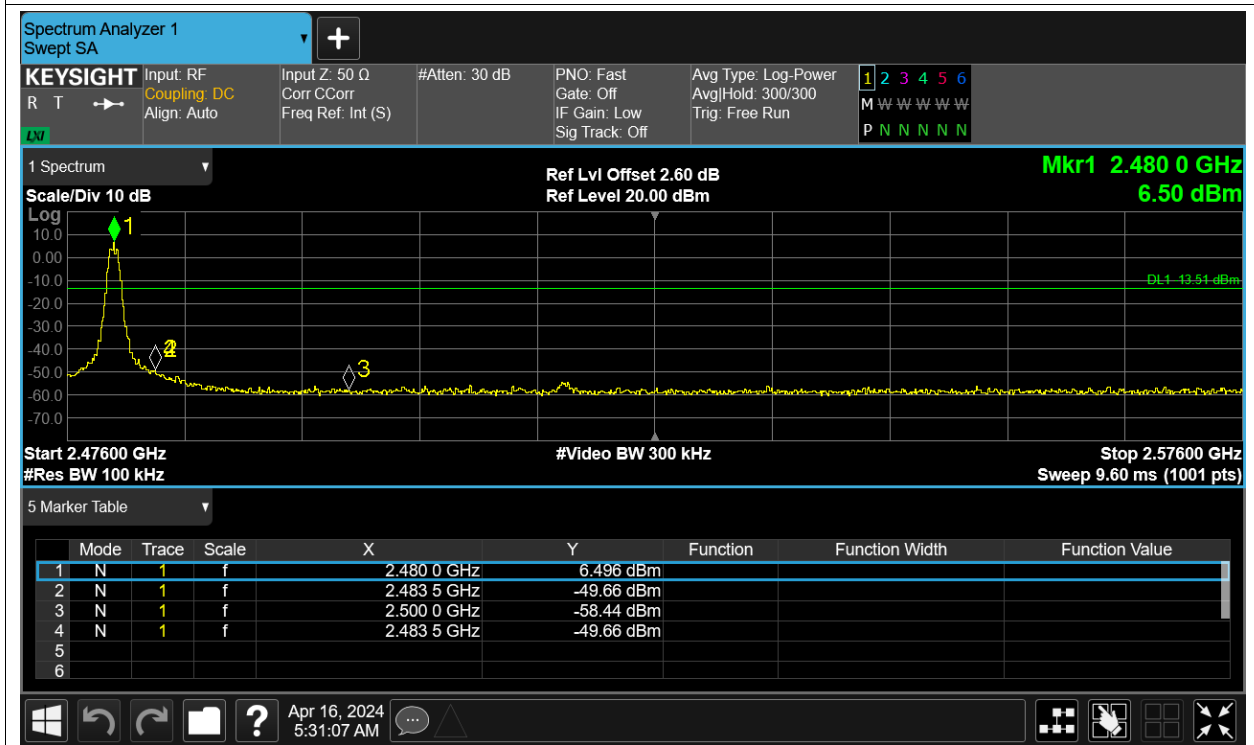 Spectrum Analyzer 1
Swept SA
+
KEYSIGHT Input: RF Input Z: 50 Ω #Atten: 30 dB PNO: Fast Avg Type: Log-Power 1 2 3 4 5 6
R T Coupling: DC Corr CCorr Gate: Off Avg|Hold: 300/300 M W W W W W W
Align: Auto Freq Ref: Int (S) IF Gain: Low Trig: Free Run
LXI Sig Track: Off P N N N N N
1 Spectrum Ref Lvl Offset 2.60 dB Mkr1 2.480 0 GHz
Scale/Div 10 dB Ref Level 20.00 dBm 6.50 dBm
Log
1
10.0
0.00
-10.0 DL1 -13.51 dBm
-20.0
-30.0
-40.0 2 4
-50.0 3
-60.0
-70.0
Start 2.47600 GHz #Video BW 300 kHz Stop 2.57600 GHz
#Res BW 100 kHz Sweep 9.60 ms (1001 pts)
5 Marker Table
Mode Trace Scale X Y Function Function Width Function Value
1 N 1 f 2.480 0 GHz 6.496 dBm
2 N 1 f 2.483 5 GHz -49.66 dBm
3 N 1 f 2.500 0 GHz -58.44 dBm
4 N 1 f 2.483 5 GHz -49.66 dBm
5
6
? Apr 16, 2024
5:31:07 AM